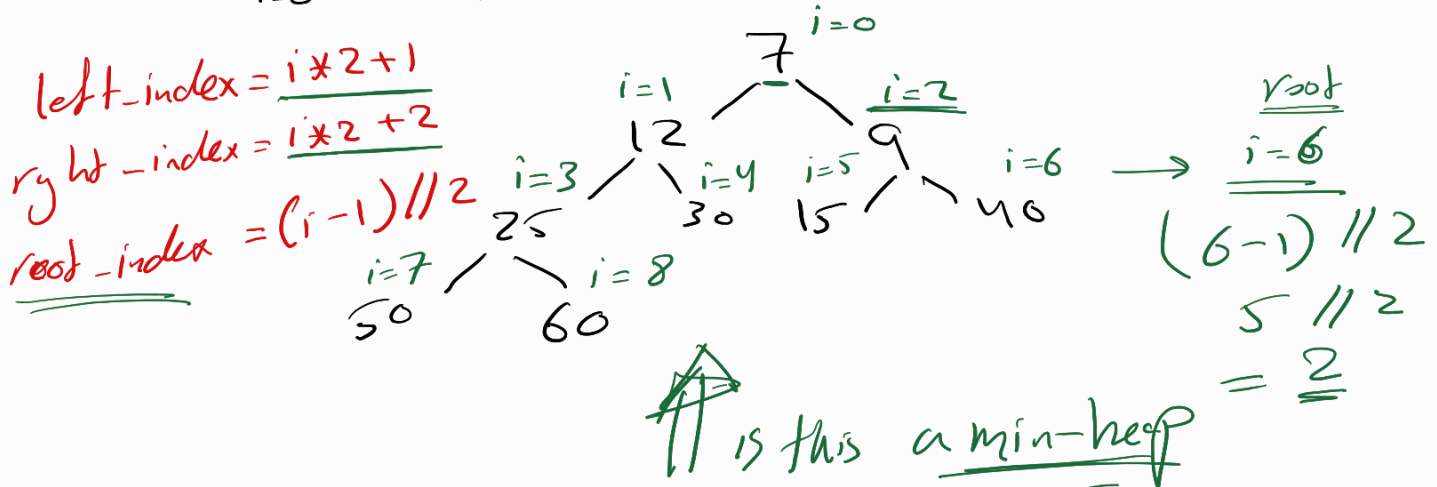 left_index = i*2+1
ryht_index = i*2+2
root_index = (i-1)//2
i=0
7
i=1
i=2
12
9
i=3
i=4
i=5
i=6
25
30
15
40
i=7
i=8
50
60
root
i=6
(6-1)//2
5//2
=2
is this a min-heap